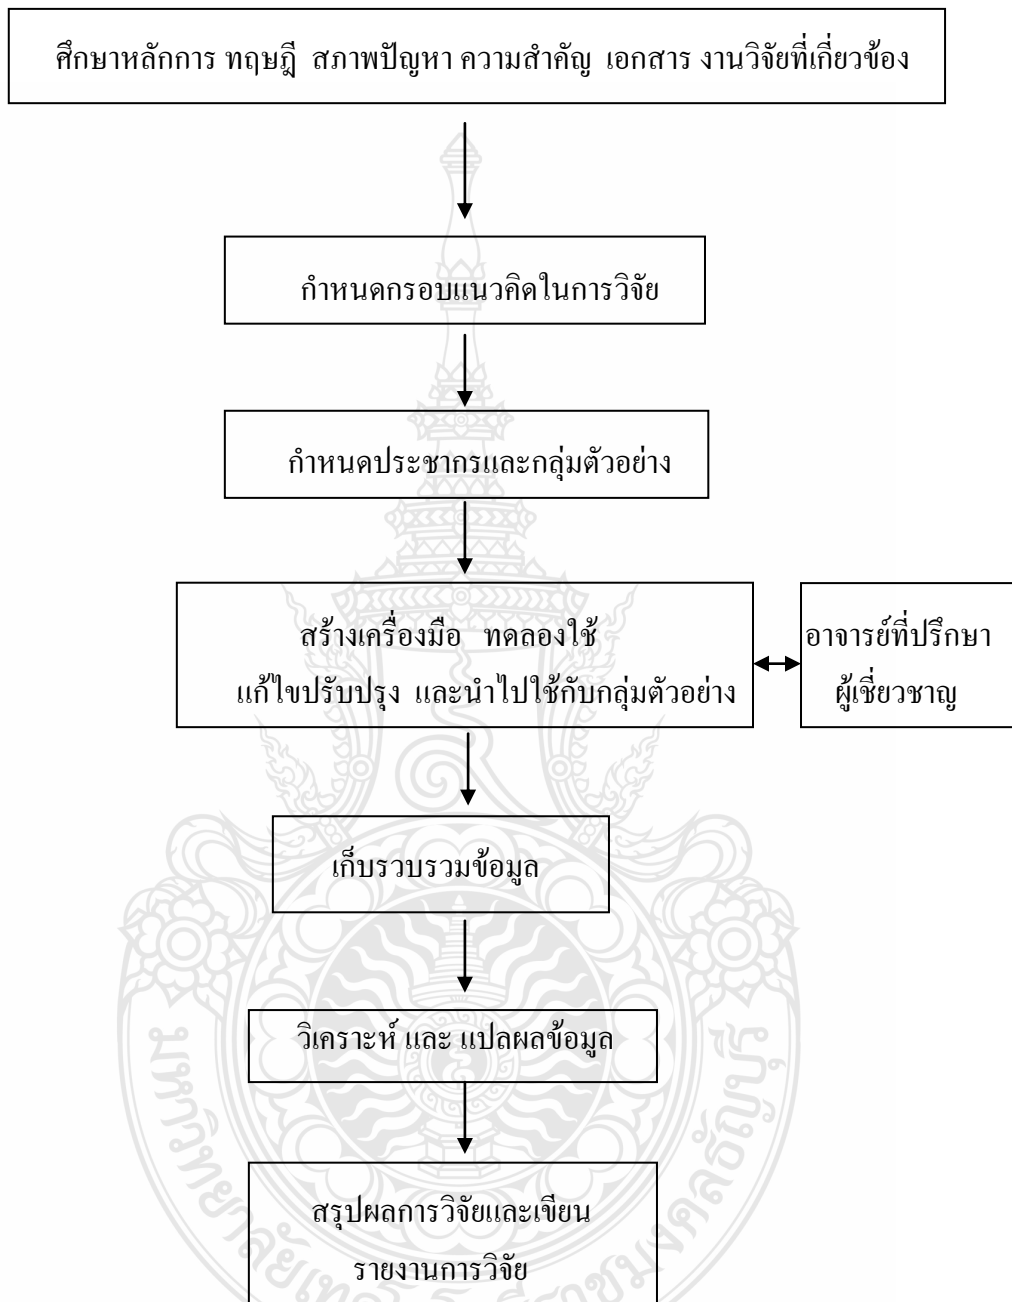 ศึกษาหลักการ ทฤษฎี สภาพปัญหา ความสำคัญ เอกสาร งานวิจัยที่เกี่ยวข้อง
กำหนดกรอบแนวคิดในการวิจัย
กำหนดประชากรและกลุ่มตัวอย่าง
สร้างเครื่องมือ ทดลองใช้
แก้ไขปรับปรุง และนำไปใช้กับกลุ่มตัวอย่าง
อาจารย์ที่ปรึกษา
ผู้เชี่ยวชาญ
เก็บรวบรวมข้อมูล
วิเคราะห์ และ แปลผลข้อมูล
สรุปผลการวิจัยและเขียน
รายงานการวิจัย